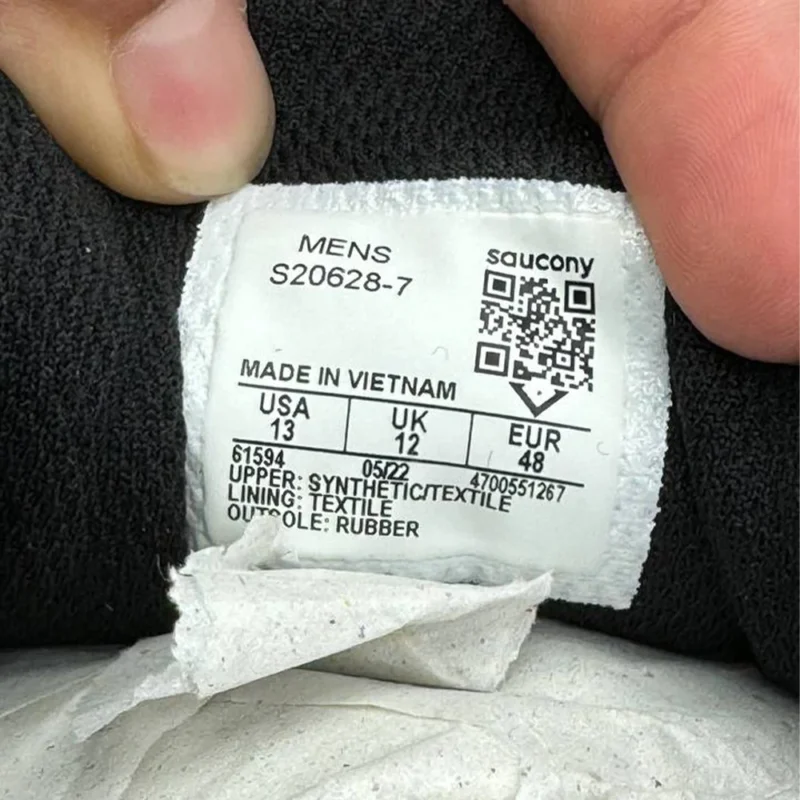 MENS
S20628-7
saucony
MADE IN VIETNAM
USA UK EUR
13 12 48
61594 05/22 4700551267
UPPER: SYNTHETIC/TEXTILE
LINING: TEXTILE
OUTSOLE: RUBBER